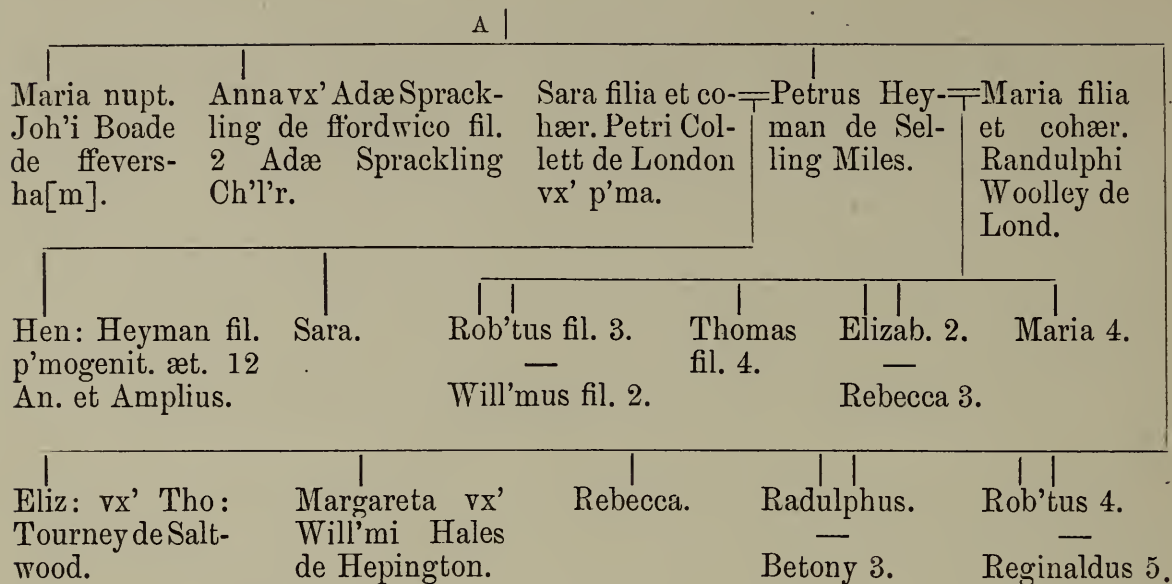 A
Maria nupt.
Joh'i Boade
de ffevers-
ha[m].
Anna vx' Adæ Sprack-
ling de ffordwico fil.
2 Adæ Sprackling
Ch'l'r.
Sara filia et co-
hær. Petri Col-
lett de London
vx' p'ma.
Petrus Hey-
man de Sel-
ling Miles.
Maria filia
et cohær.
Randulphi
Woolley de
Lond.
Hen: Heyman fil.
p'mogenit. æt. 12
An. et Amplius.
Sara.
Rob'tus fil. 3.
—
Will'mus fil. 2.
Thomas
fil. 4.
Elizab. 2.
—
Rebecca 3.
Maria 4.
Eliz: vx' Tho:
Tourney de Salt-
wood.
Margareta vx'
Will'mi Hales
de Hepington.
Rebecca.
Radulphus.
—
Betony 3.
Rob'tus 4.
—
Reginaldus 5.